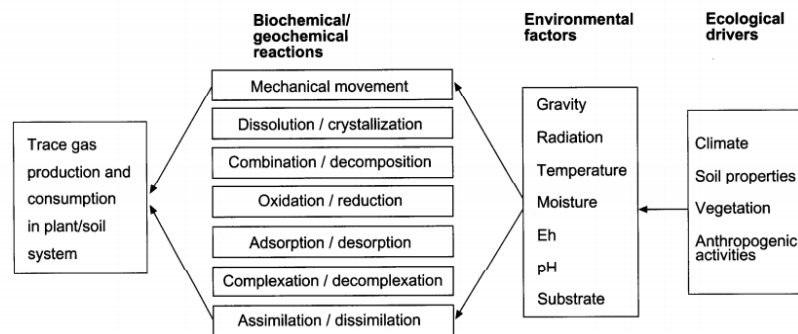 Biochemical/
geochemical
reactions
Environmental
factors
Ecological
drivers
Trace gas
production and
consumption
in plant/soil
system
Mechanical movement
Dissolution / crystallization
Combination / decomposition
Oxidation / reduction
Adsorption / desorption
Complexation / decomplexation
Assimilation / dissimilation
Gravity
Radiation
Temperature
Moisture
Eh
pH
Substrate
Climate
Soil properties
Vegetation
Anthropogenic
activities